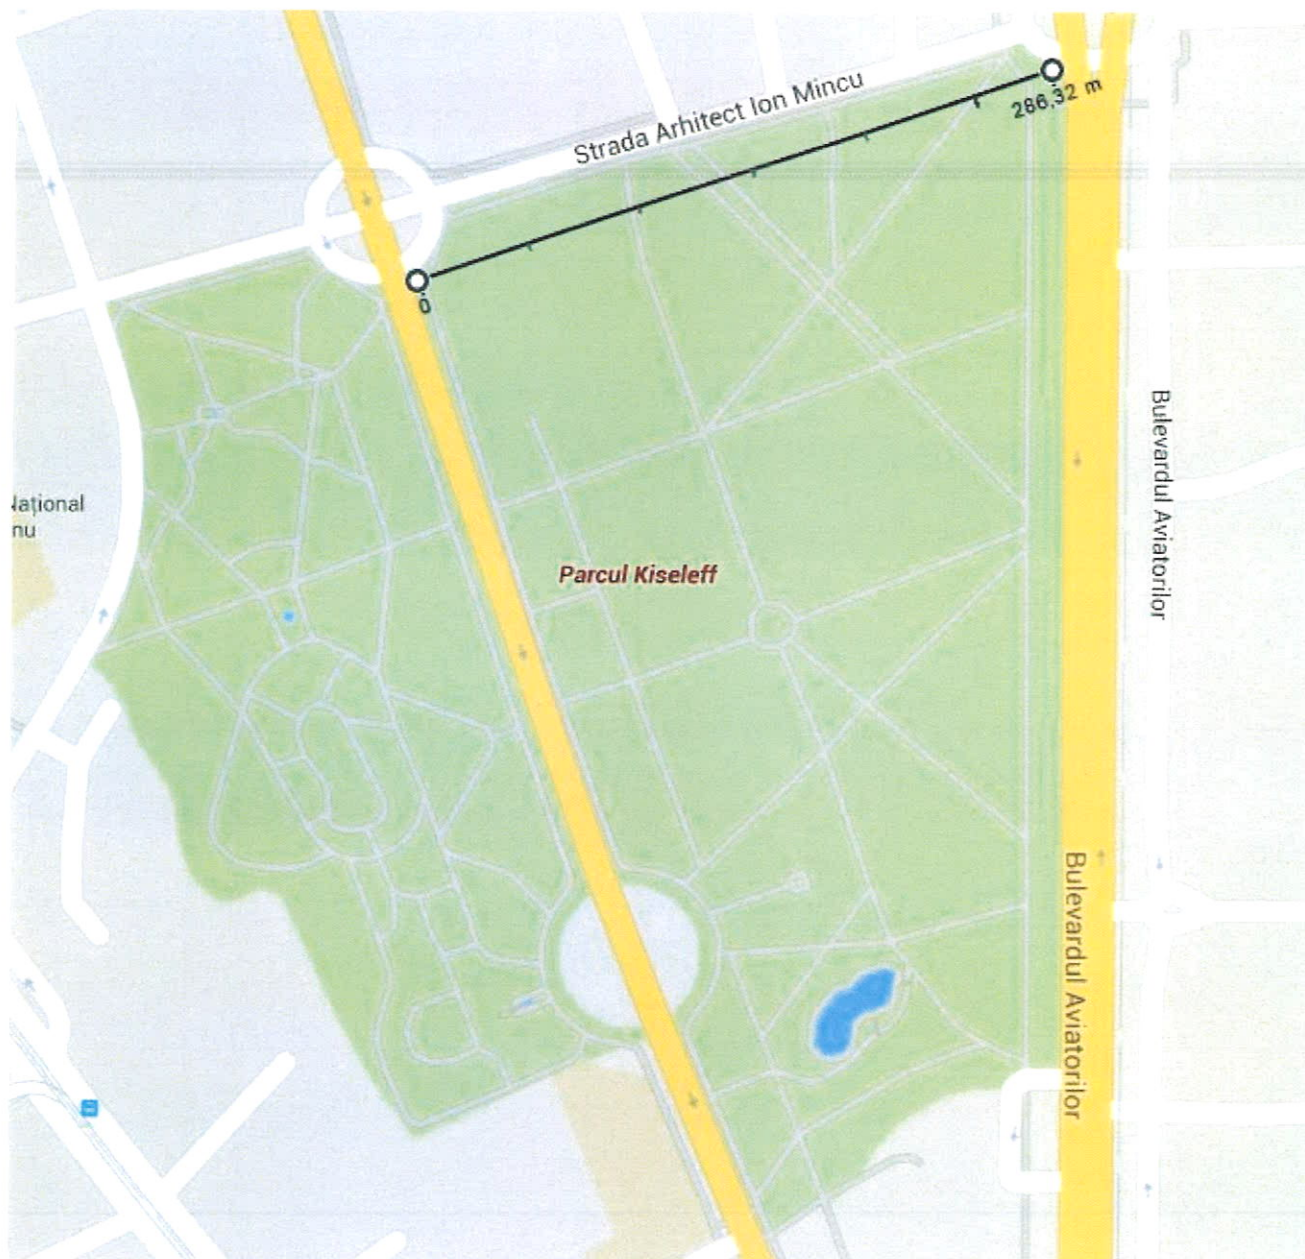 Strada Arhitect Ion Mincu
286,32 m
0
Bulevardul Aviatorilor
Național
nu
Parcul Kiseleff
Bulevardul Aviatorilor